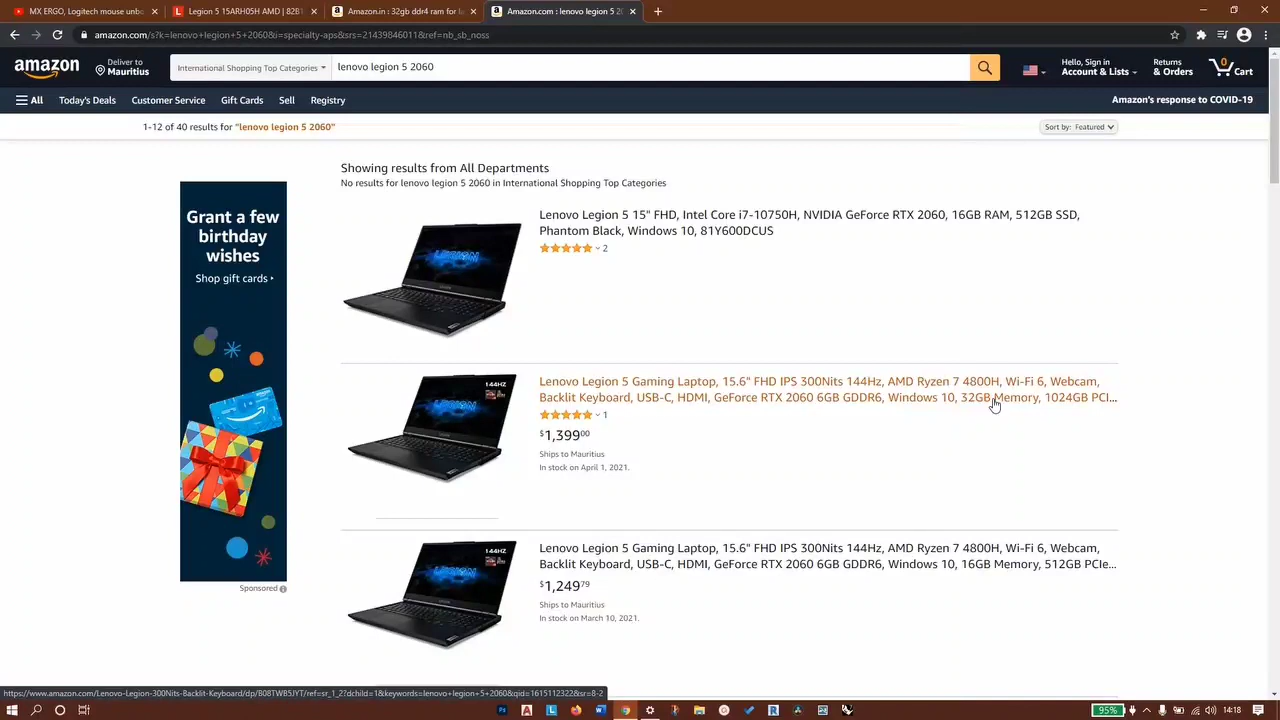 MX ERGO, Logitech mouse unbo
Legion 5 15ARH05H AMD | 82B1
Amazon.com : 32gb ddr4 ram for le
Amazon.com : lenovo legion 5 20
amazon.com/s?k=lenovo+legion+5+2060&i=specialty-aps&srs=21439846011&ref=nb_sb_noss
amazon
Deliver to
Mauritius
International Shopping Top Categories
lenovo legion 5 2060
Hello, Sign in
Account & Lists
Returns
& Orders
0
Cart
All
Today's Deals
Customer Service
Gift Cards
Sell
Registry
Amazon's response to COVID-19
1-12 of 40 results for "lenovo legion 5 2060"
Sort by: Featured
Showing results from All Departments
No results for lenovo legion 5 2060 in International Shopping Top Categories
Grant a few
birthday
wishes
Shop gift cards
Sponsored
Lenovo Legion 5 15" FHD, Intel Core i7-10750H, NVIDIA GeForce RTX 2060, 16GB RAM, 512GB SSD,
Phantom Black, Windows 10, 81Y600DCUS
2
LEGION
144HZ
Lenovo Legion 5 Gaming Laptop, 15.6" FHD IPS 300Nits 144Hz, AMD Ryzen 7 4800H, Wi-Fi 6, Webcam,
Backlit Keyboard, USB-C, HDMI, GeForce RTX 2060 6GB GDDR6, Windows 10, 32GB Memory, 1024GB PCI...
1
$1,39900
Ships to Mauritius
In stock on April 1, 2021.
LEGION
144HZ
Lenovo Legion 5 Gaming Laptop, 15.6" FHD IPS 300Nits 144Hz, AMD Ryzen 7 4800H, Wi-Fi 6, Webcam,
Backlit Keyboard, USB-C, HDMI, GeForce RTX 2060 6GB GDDR6, Windows 10, 16GB Memory, 512GB PCIe...
$1,24979
Ships to Mauritius
In stock on March 10, 2021.
LEGION
https://www.amazon.com/Lenovo-Legion-300Nits-Backlit-Keyboard/dp/B08TWB5JYT/ref=sr_1_2?dchild=1&keywords=lenovo+legion+5+2060&qid=1615112322&sr=8-2
95%
14:18